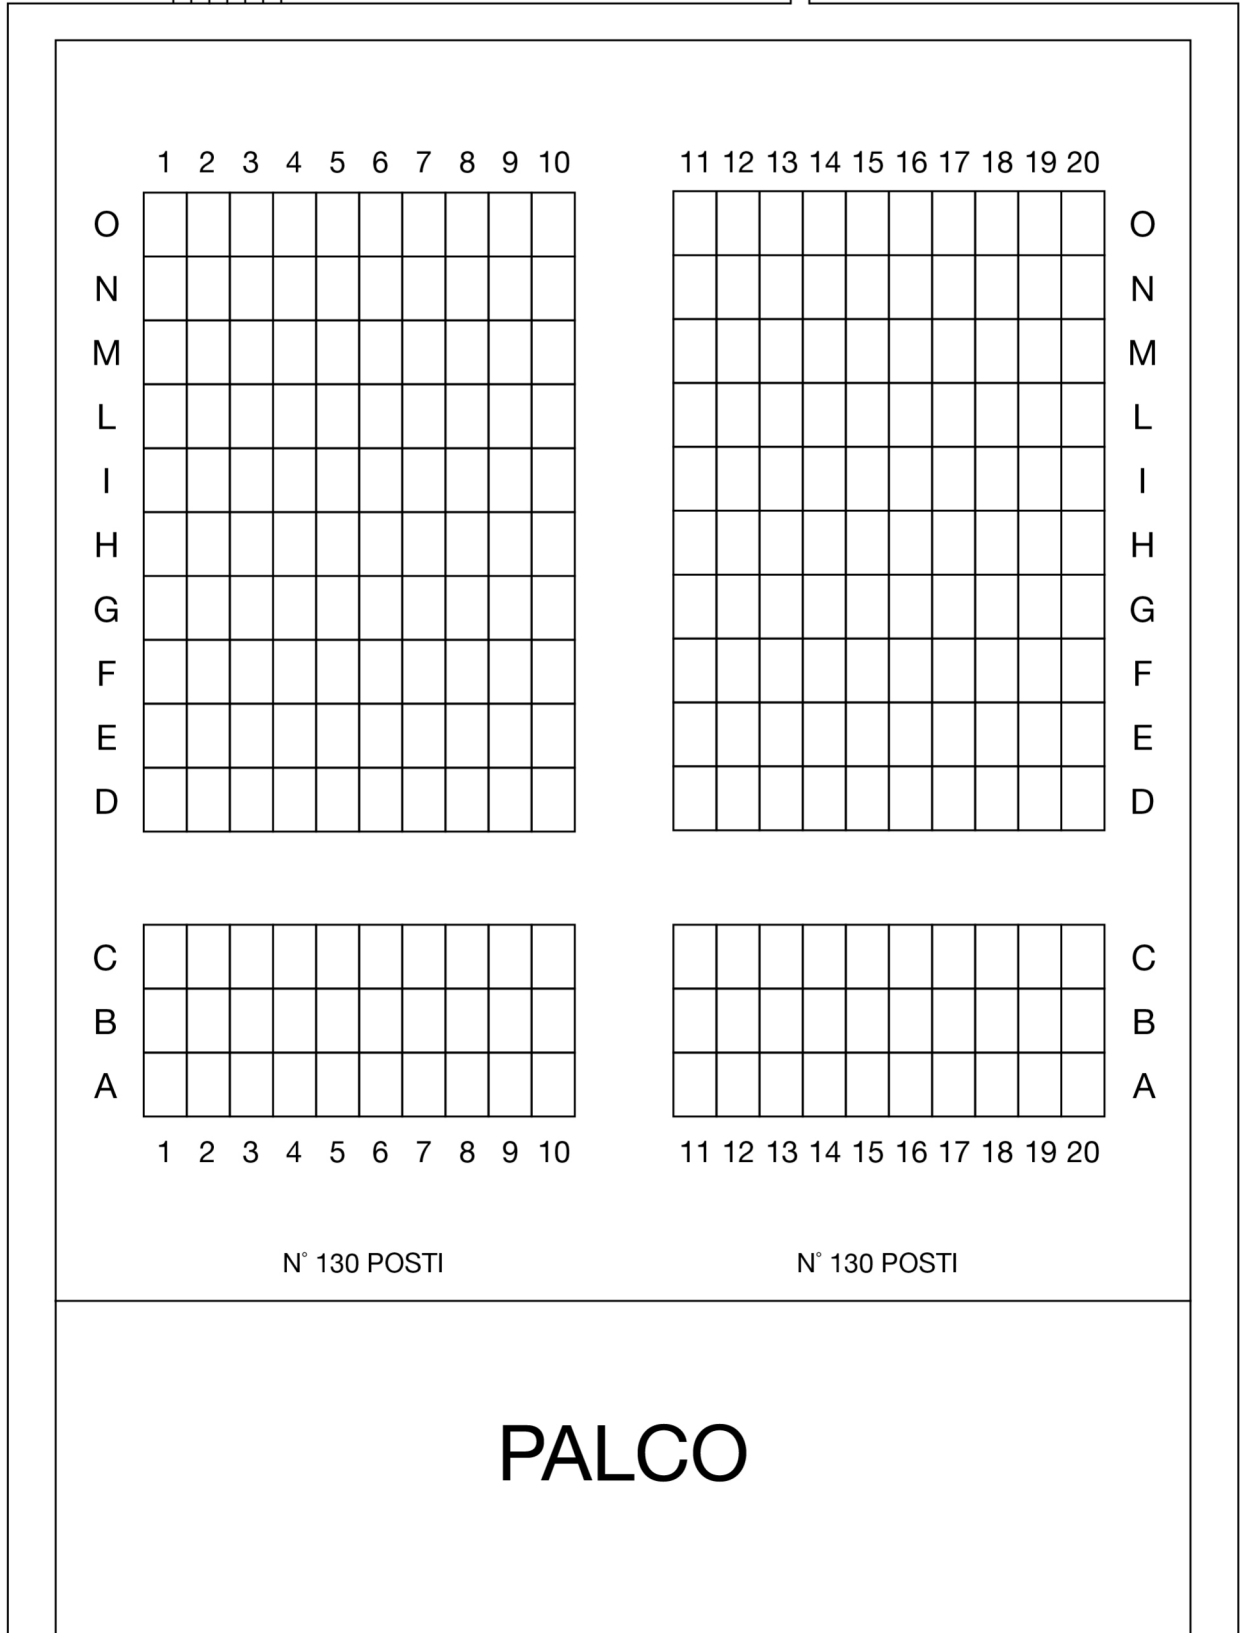 1 2 3 4 5 6 7 8 9 10 11 12 13 14 15 16 17 18 19 20
O O
N N
M M
L L
I I
H H
G G
F F
E E
D D
C C
B B
A A
1 2 3 4 5 6 7 8 9 10 11 12 13 14 15 16 17 18 19 20
N° 130 POSTI N° 130 POSTI
PALCO